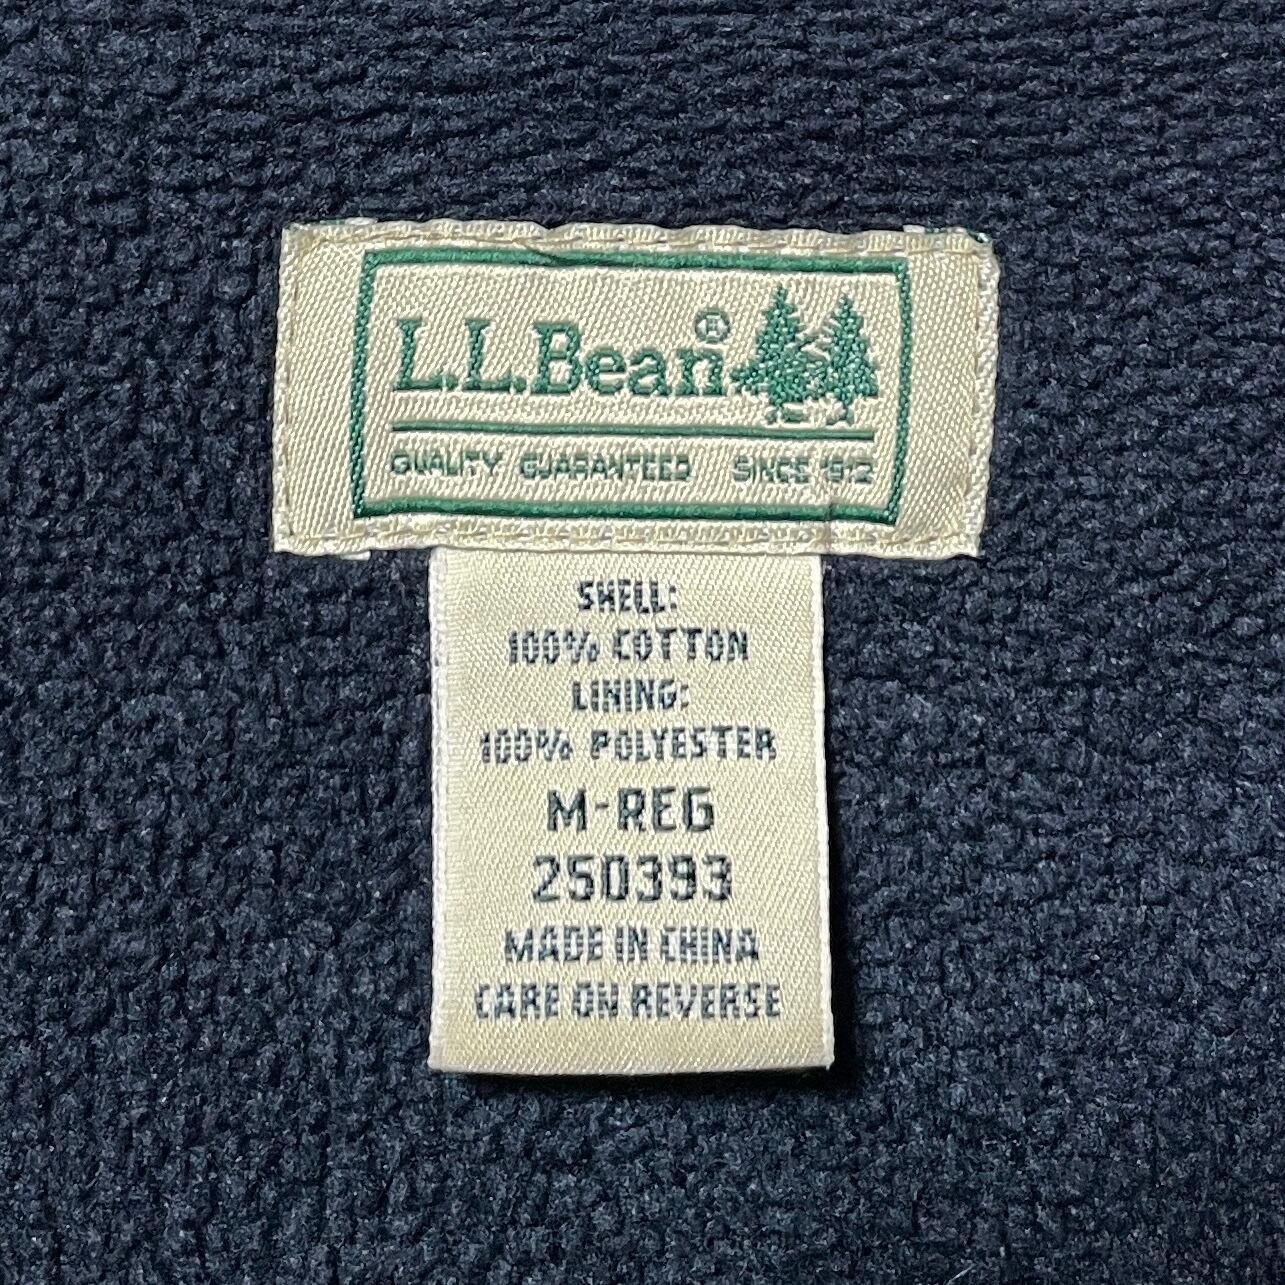 L.L.Bean®
QUALITY GUARANTEED SINCE 1912
SHELL:
100% COTTON
LINING:
100% POLYESTER
M-REG
250393
MADE IN CHINA
CARE ON REVERSE